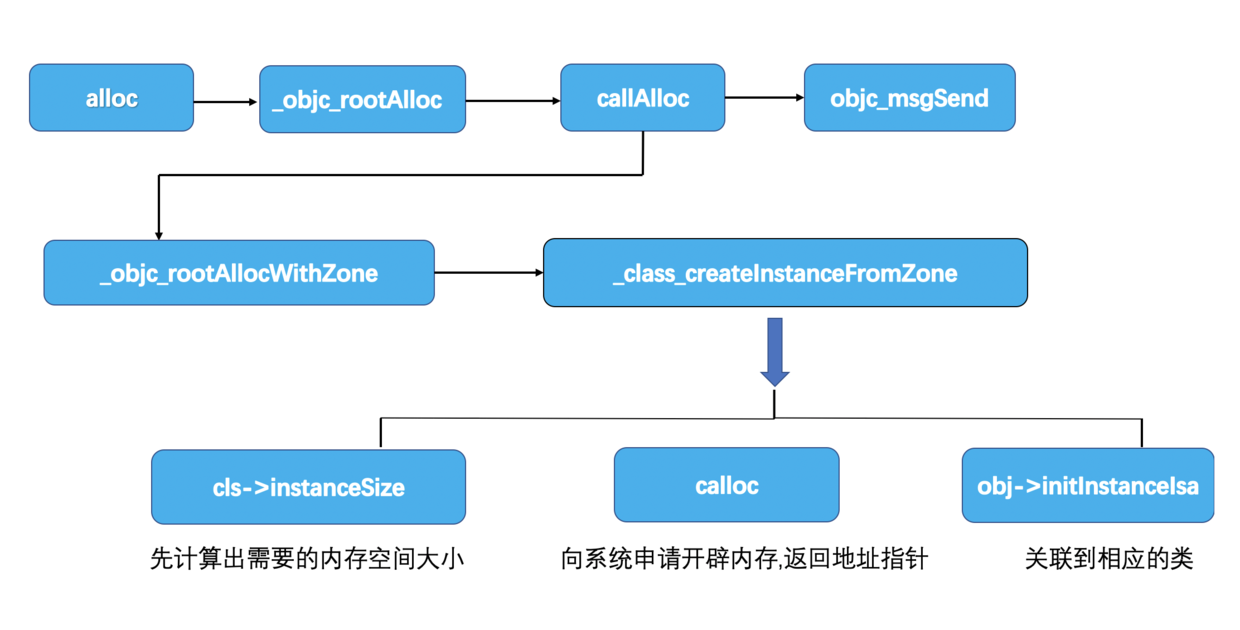 alloc
_objc_rootAlloc
callAlloc
objc_msgSend
_objc_rootAllocWithZone
_class_createInstanceFromZone
cls->instanceSize
calloc
obj->initInstanceIsa
先计算出需要的内存空间大小
向系统申请开辟内存,返回地址指针
关联到相应的类